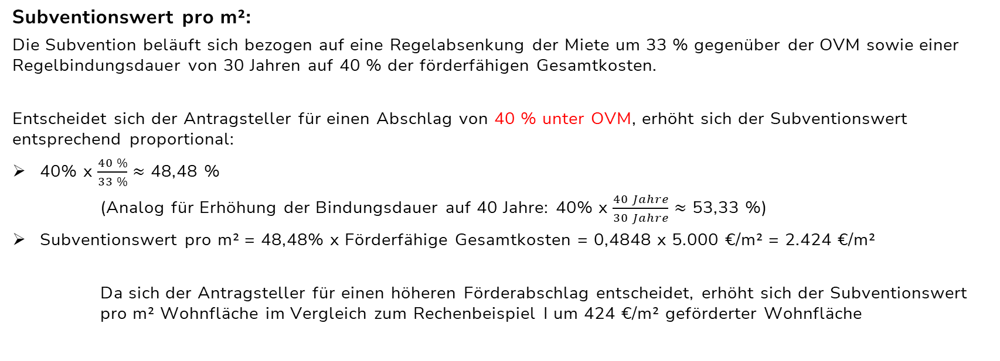 Subventionswert pro m²:
Die Subvention beläuft sich bezogen auf eine Regelabsenkung der Miete um 33 % gegenüber der OVM sowie einer
Regelbindungsdauer von 30 Jahren auf 40 % der förderfähigen Gesamtkosten.
Entscheidet sich der Antragsteller für einen Abschlag von 40 % unter OVM, erhöht sich der Subventionswert
entsprechend proportional:
➢ 40% x 40 % / 33 % ≈ 48,48 %
(Analog für Erhöhung der Bindungsdauer auf 40 Jahre: 40% x 40 Jahre / 30 Jahre ≈ 53,33 %)
➢ Subventionswert pro m² = 48,48% x Förderfähige Gesamtkosten = 0,4848 x 5.000 €/m² = 2.424 €/m²
Da sich der Antragsteller für einen höheren Förderabschlag entscheidet, erhöht sich der Subventionswert
pro m² Wohnfläche im Vergleich zum Rechenbeispiel I um 424 €/m² geförderter Wohnfläche